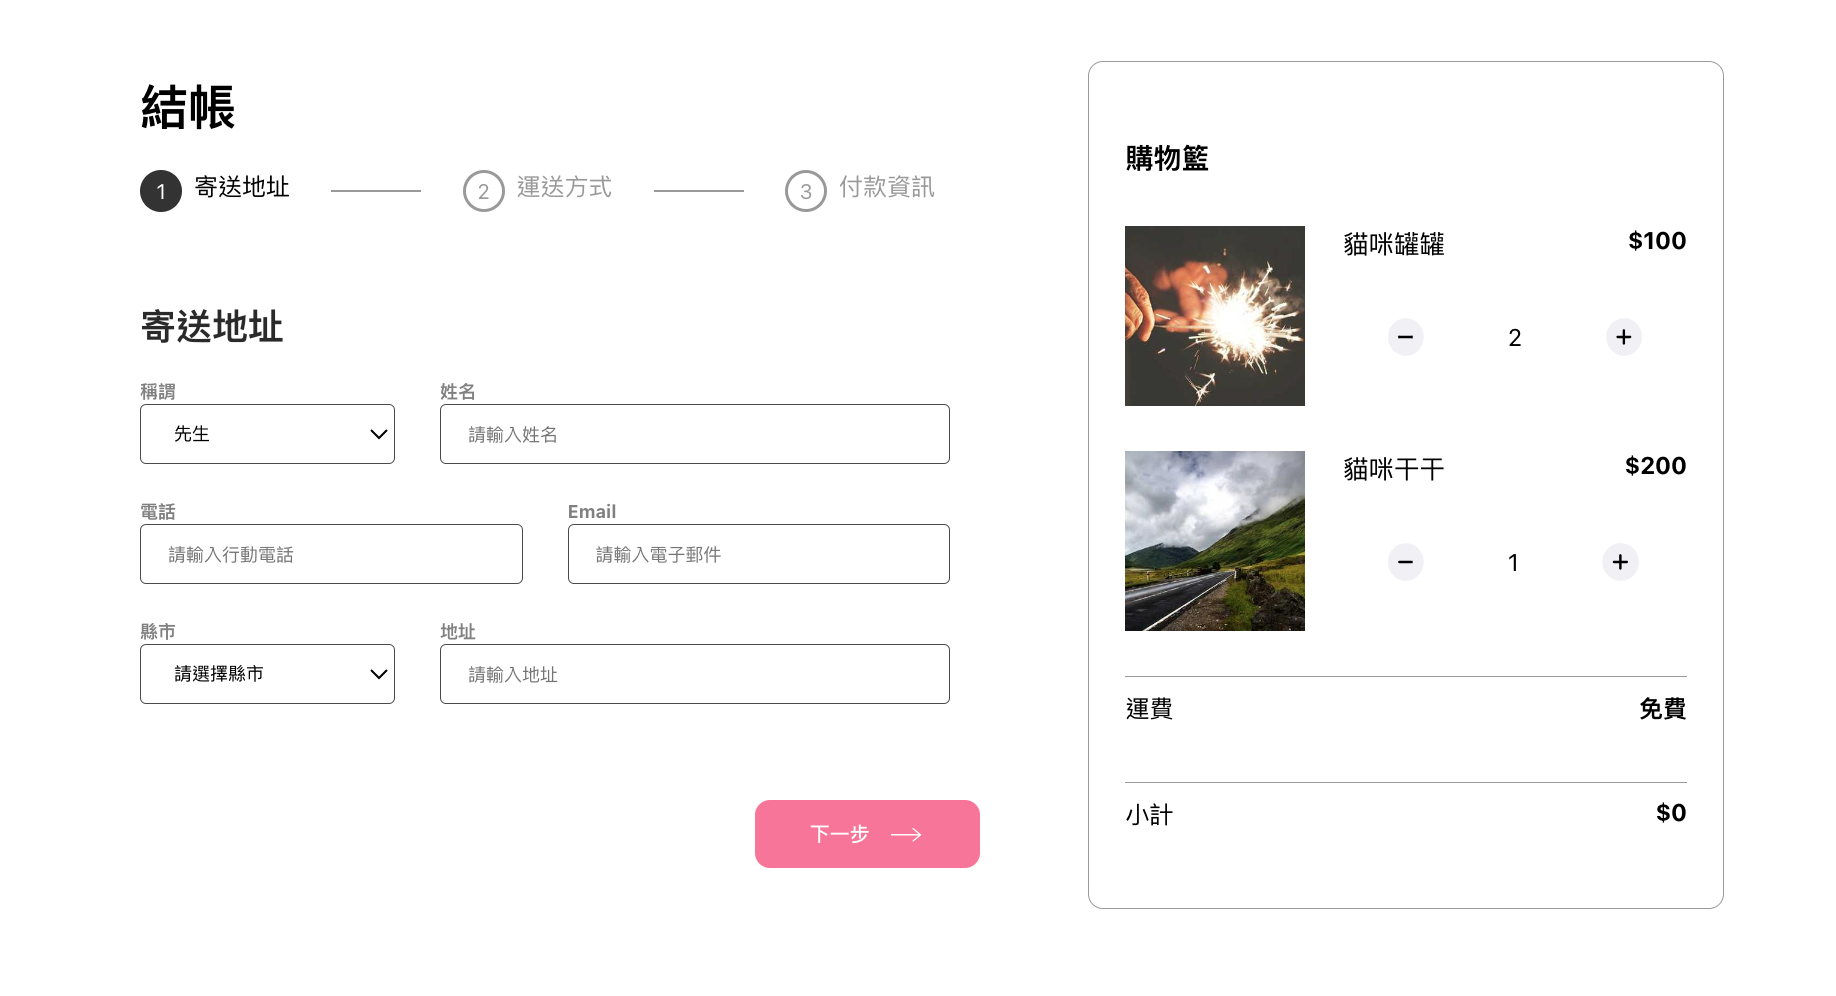 結帳
1 寄送地址
2 運送方式
3 付款資訊
寄送地址
稱謂
先生
姓名
請輸入姓名
電話
請輸入行動電話
Email
請輸入電子郵件
縣市
請選擇縣市
地址
請輸入地址
下一步
購物籃
貓咪罐罐 $100
2
貓咪干干 $200
1
運費 免費
小計 $0